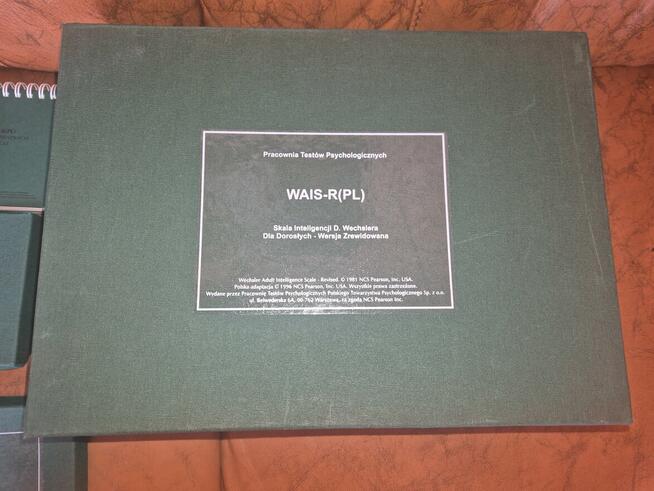 Pracownia Testów Psychologicznych
WAIS-R(PL)
Skala Inteligencji D. Wechslera
Dla Dorosłych - Wersja Zrewidowana
Wechsler Adult Intelligence Scale - Revised. © 1981 NCS Pearson, Inc. USA.
Polska adaptacja © 1996 NCS Pearson, Inc. USA. Wszystkie prawa zastrzeżone.
Wydane przez Pracownię Testów Psychologicznych Polskiego Towarzystwa Psychologicznego Sp. z o.o.
ul. Belwederska 6A, 00-762 Warszawa, za zgodą NCS Pearson Inc.